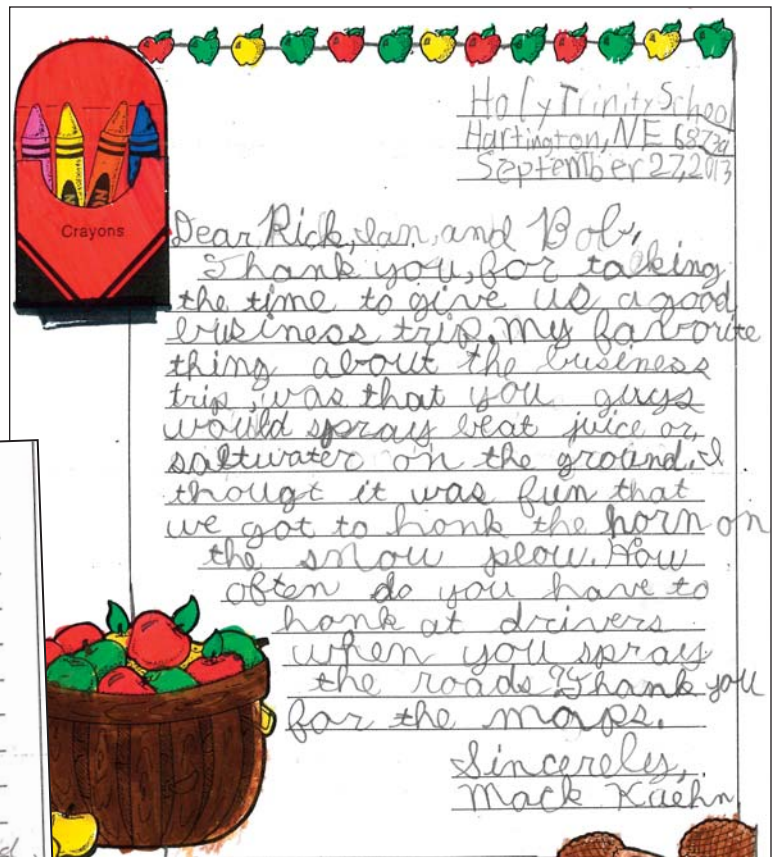 Crayons
Holy Trinity School
Hartington, NE 68739
September 27, 2013
Dear Rick, Ian, and Bob,
Thank you, for talking
the time to give us a good
business trip. My favorite
thing about the business
trip, was that you guys
would spray beat juice or
saltwater on the ground. I
thougt it was fun that
we got to honk the horn on
the snow plow. How
often do you have to
honk at drivers
when you spray
the roads? Thank you
for the maps.
Sincereley,
Mack Kuehn